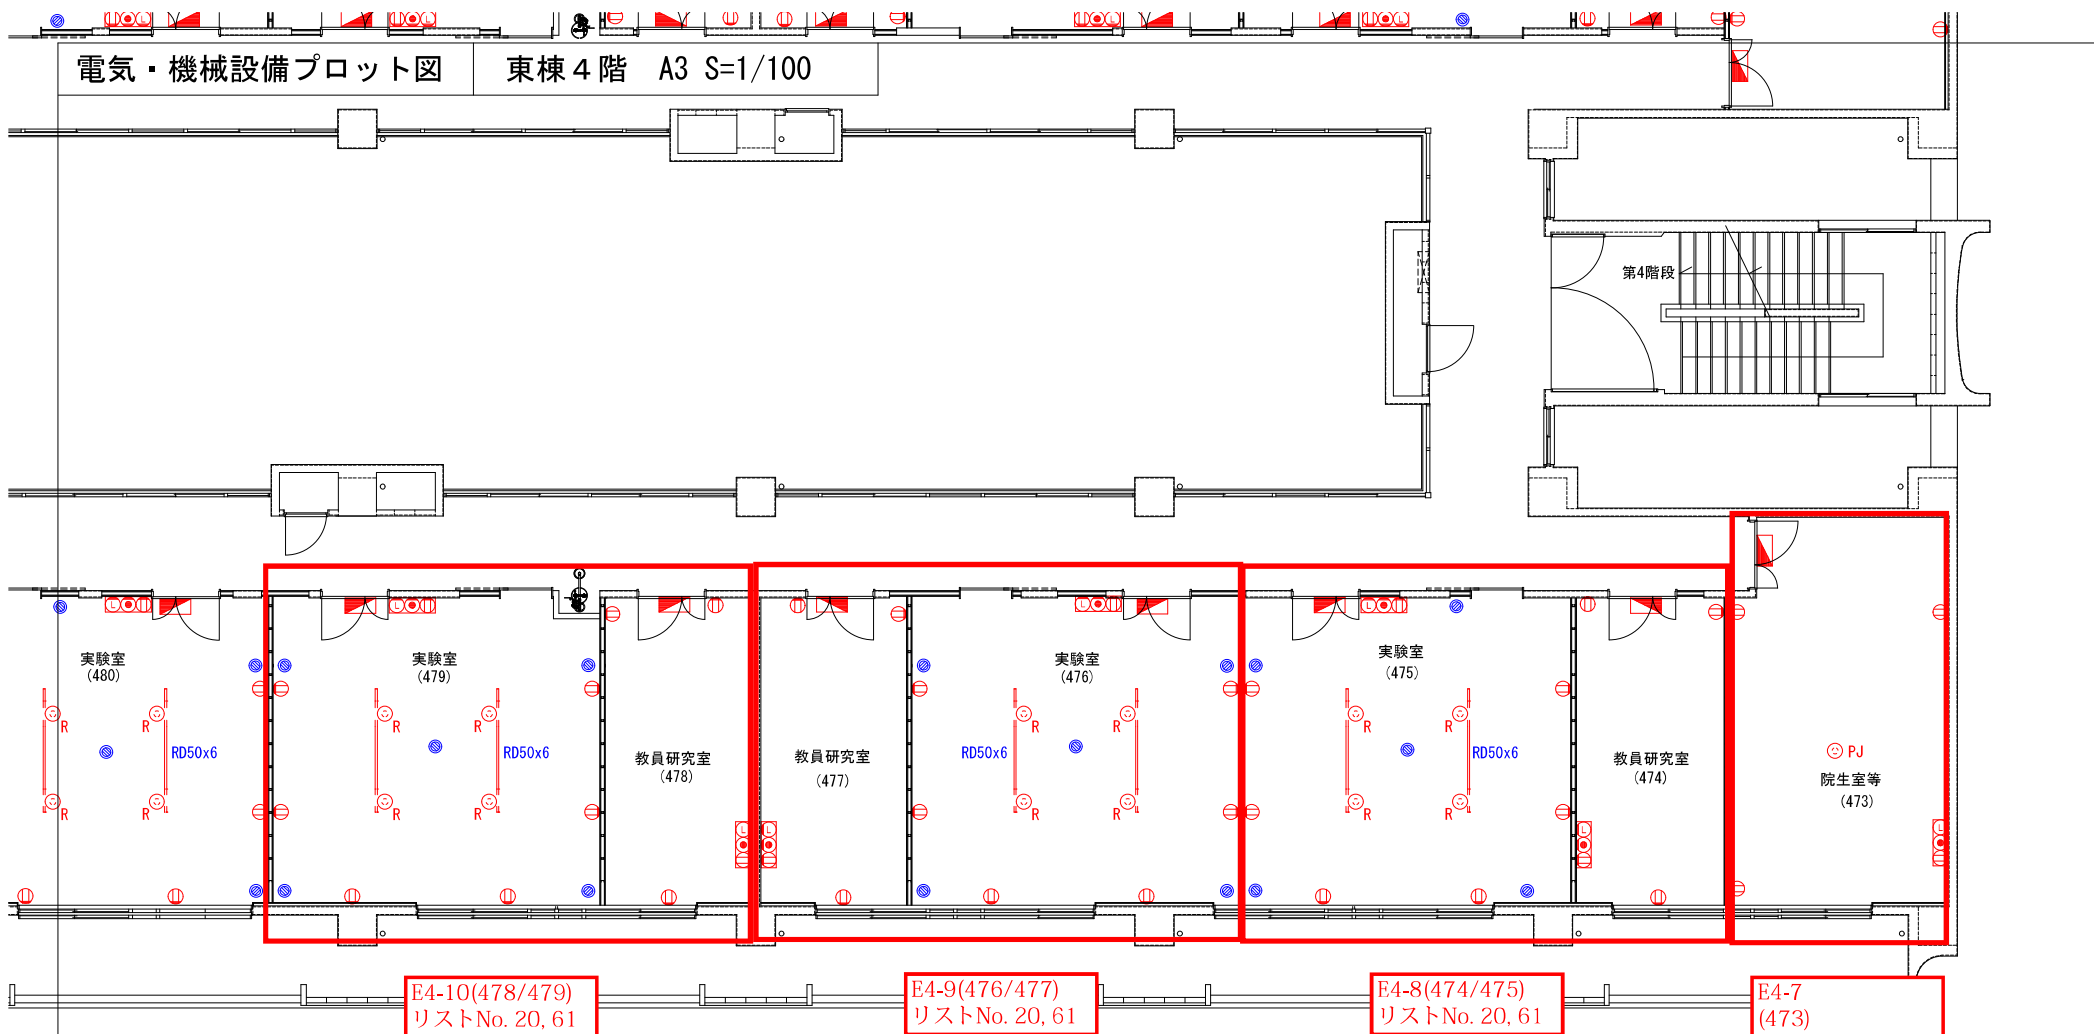 電気・機械設備プロット図 東棟4階 A3 S=1/100
第4階段
実験室
(480)
R
R
R
R
RD50x6
実験室
(479)
R
R
R
R
RD50x6
教員研究室
(478)
教員研究室
(477)
実験室
(476)
R
R
R
R
RD50x6
実験室
(475)
R
R
R
R
RD50x6
教員研究室
(474)
PJ
院生室等
(473)
L
L
L
L
L
L
L
L
E4-10(478/479)
リストNo. 20, 61
E4-9(476/477)
リストNo. 20, 61
E4-8(474/475)
リストNo. 20, 61
E4-7
(473)